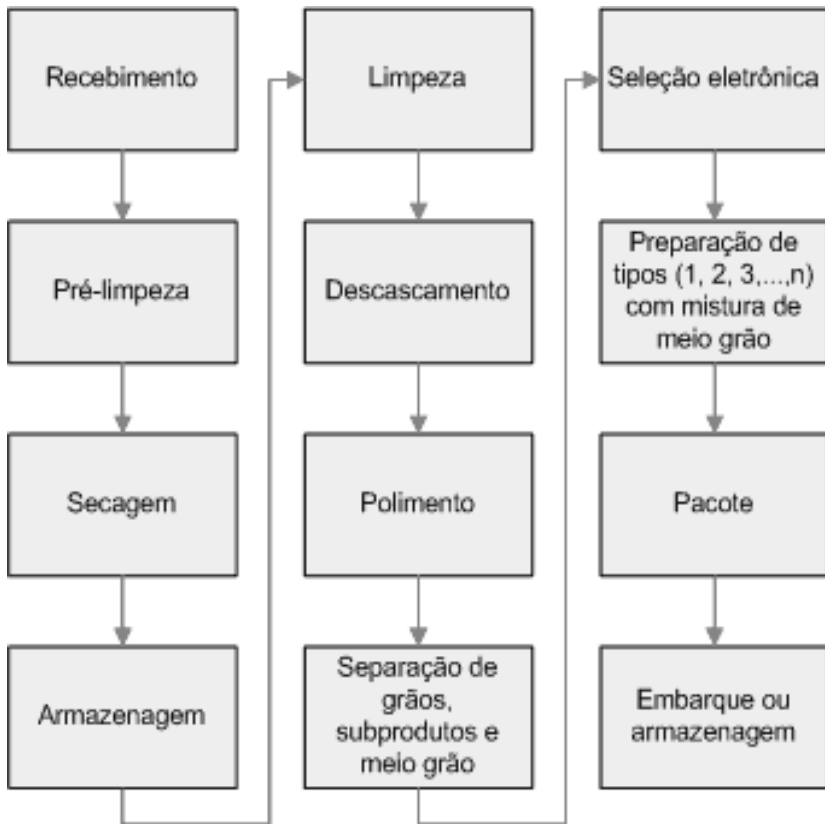 Recebimento
Pré-limpeza
Secagem
Armazenagem
Limpeza
Descascamento
Polimento
Separação de
grãos,
subprodutos e
meio grão
Seleção eletrônica
Preparação de
tipos (1, 2, 3,...,n)
com mistura de
meio grão
Pacote
Embarque ou
armazenagem